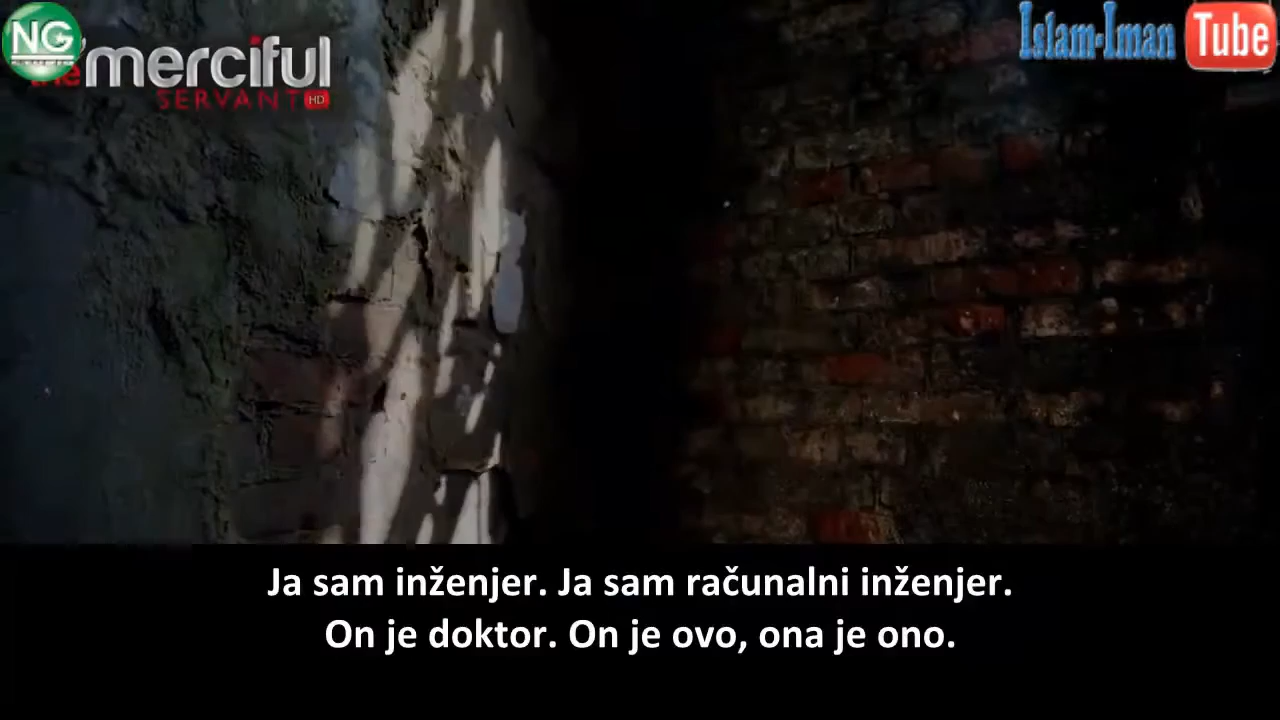 NG
the merciful
SERVANT HD
Islam-Iman Tube
Ja sam inženjer. Ja sam računalni inženjer.
On je doktor. On je ovo, ona je ono.